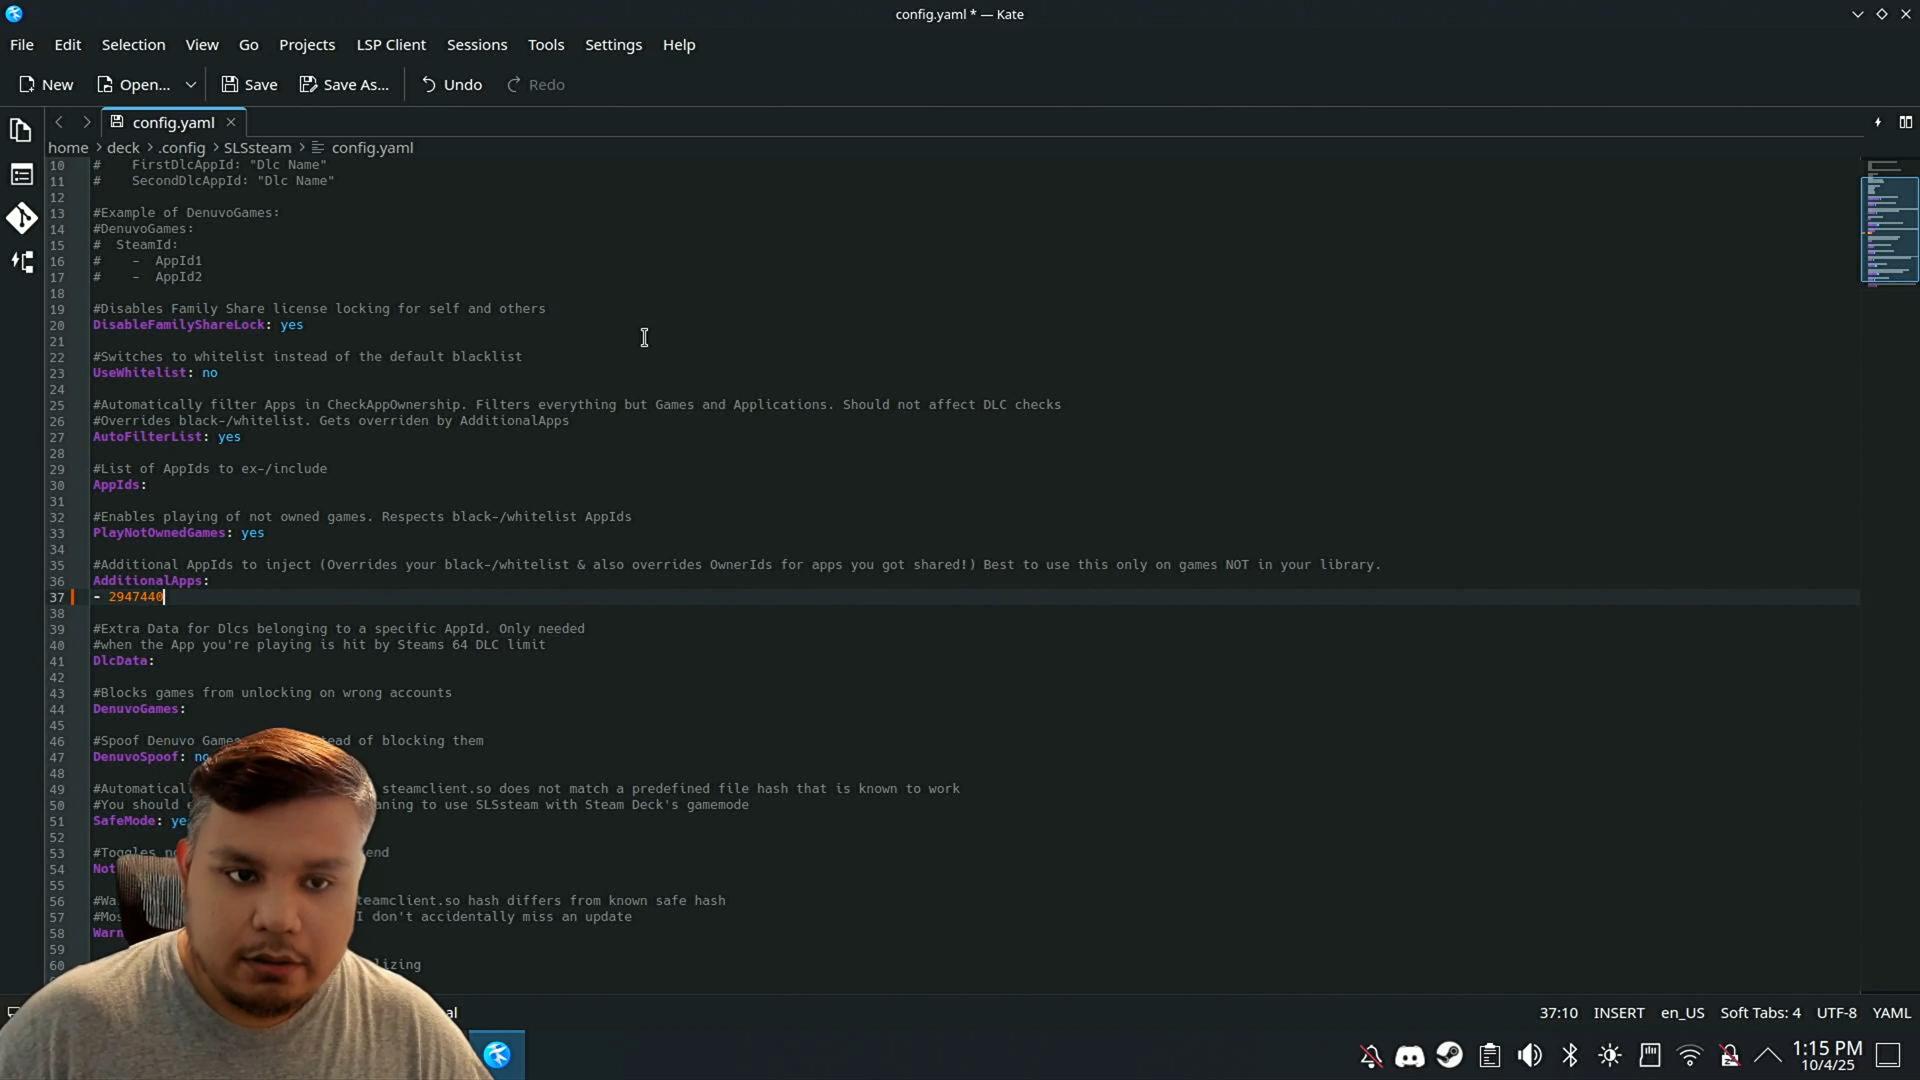 config.yaml * — Kate
File Edit Selection View Go Projects LSP Client Sessions Tools Settings Help
New Open... Save Save As... Undo Redo
config.yaml
home deck .config SLSsteam config.yaml
10 #    FirstDlcAppId: "Dlc Name"
11 #    SecondDlcAppId: "Dlc Name"
12
13 #Example of DenuvoGames:
14 #DenuvoGames:
15 #  SteamId:
16 #    -  AppId1
17 #    -  AppId2
18
19 #Disables Family Share license locking for self and others
20 DisableFamilyShareLock: yes
21
22 #Switches to whitelist instead of the default blacklist
23 UseWhitelist: no
24
25 #Automatically filter Apps in CheckAppOwnership. Filters everything but Games and Applications. Should not affect DLC checks
26 #Overrides black-/whitelist. Gets overriden by AdditionalApps
27 AutoFilterList: yes
28
29 #List of AppIds to ex-/include
30 AppIds:
31
32 #Enables playing of not owned games. Respects black-/whitelist AppIds
33 PlayNotOwnedGames: yes
34
35 #Additional AppIds to inject (Overrides your black-/whitelist & also overrides OwnerIds for apps you got shared!) Best to use this only on games NOT in your library.
36 AdditionalApps:
37 - 2947440
38
39 #Extra Data for Dlcs belonging to a specific AppId. Only needed
40 #when the App you're playing is hit by Steams 64 DLC limit
41 DlcData:
42
43 #Blocks games from unlocking on wrong accounts
44 DenuvoGames:
45
46 #Spoof Denuvo Games of blocking them
47 DenuvoSpoof: no
48
49 #Automatical steamclient.so does not match a predefined file hash that is known to work
50 #You should to use SLSsteam with Steam Deck's gamemode
51 SafeMode: ye
52
53 #Toggles
54 Not
55
56 #Wa hash differs from known safe hash
57 #Mos I don't accidentally miss an update
58 Warn
59
60
37:10 INSERT en_US Soft Tabs: 4 UTF-8 YAML
1:15 PM
10/4/25